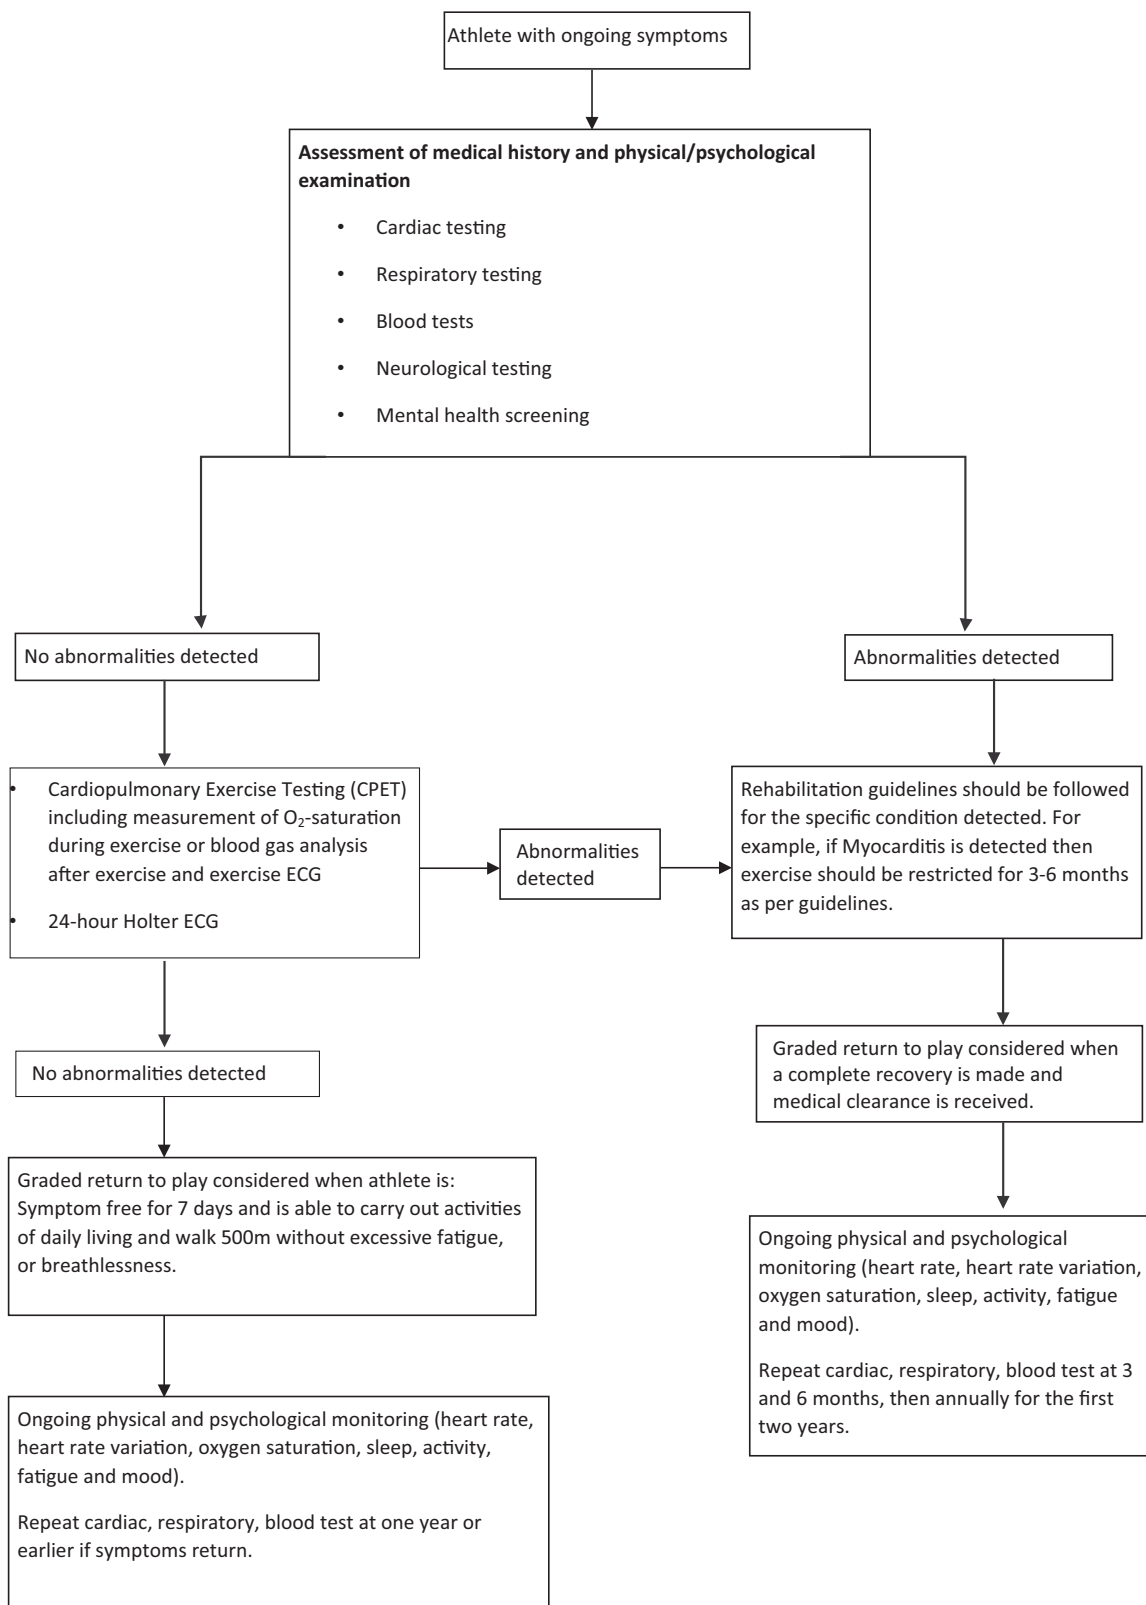 Athlete with ongoing symptoms
Assessment of medical history and physical/psychological
examination
• Cardiac testing
• Respiratory testing
• Blood tests
• Neurological testing
• Mental health screening
No abnormalities detected
Abnormalities detected
• Cardiopulmonary Exercise Testing (CPET)
including measurement of O₂-saturation
during exercise or blood gas analysis
after exercise and exercise ECG
• 24-hour Holter ECG
Abnormalities
detected
Rehabilitation guidelines should be followed
for the specific condition detected. For
example, if Myocarditis is detected then
exercise should be restricted for 3-6 months
as per guidelines.
No abnormalities detected
Graded return to play considered when
a complete recovery is made and
medical clearance is received.
Graded return to play considered when athlete is:
Symptom free for 7 days and is able to carry out activities
of daily living and walk 500m without excessive fatigue,
or breathlessness.
Ongoing physical and psychological
monitoring (heart rate, heart rate variation,
oxygen saturation, sleep, activity, fatigue
and mood).
Repeat cardiac, respiratory, blood test at 3
and 6 months, then annually for the first
two years.
Ongoing physical and psychological monitoring (heart rate,
heart rate variation, oxygen saturation, sleep, activity,
fatigue and mood).
Repeat cardiac, respiratory, blood test at one year or
earlier if symptoms return.